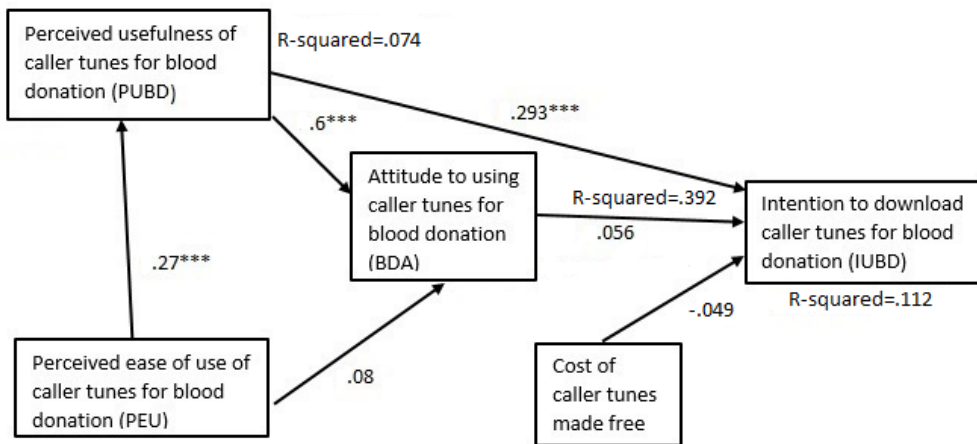 Perceived usefulness of
caller tunes for blood
donation (PUBD)
R-squared=.074
.293***
.6***
Attitude to using
caller tunes for
blood donation
(BDA)
R-squared=.392
.056
Intention to download
caller tunes for blood
donation (IUBD)
R-squared=.112
.27***
-.049
Perceived ease of use of
caller tunes for blood
donation (PEU)
.08
Cost of
caller tunes
made free